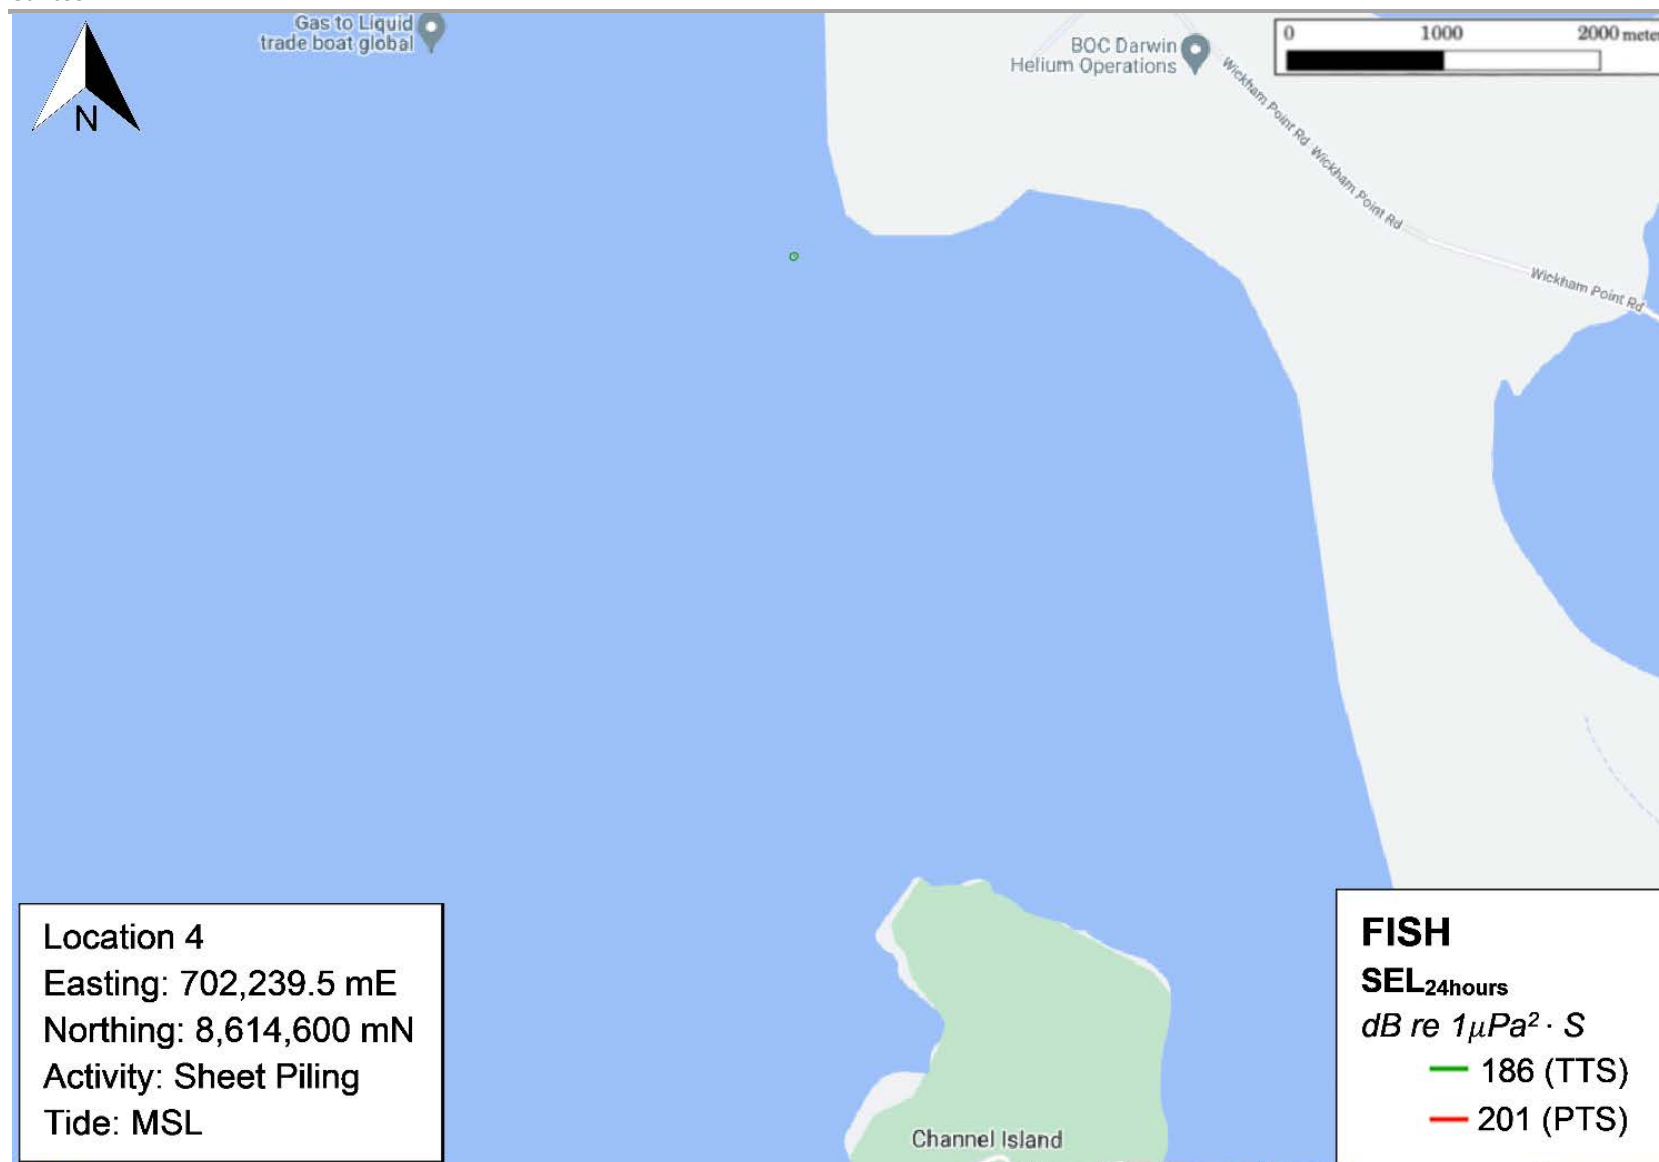 Gas to Liquid
trade boat global
N
BOC Darwin
Helium Operations
0 1000 2000 mete
Wickham Point Rd
Wickham Point Rd
Wickham Point Rd
Location 4
Easting: 702,239.5 mE
Northing: 8,614,600 mN
Activity: Sheet Piling
Tide: MSL
Channel Island
FISH
SEL24hours
dB re 1µPa² · S
186 (TTS)
201 (PTS)